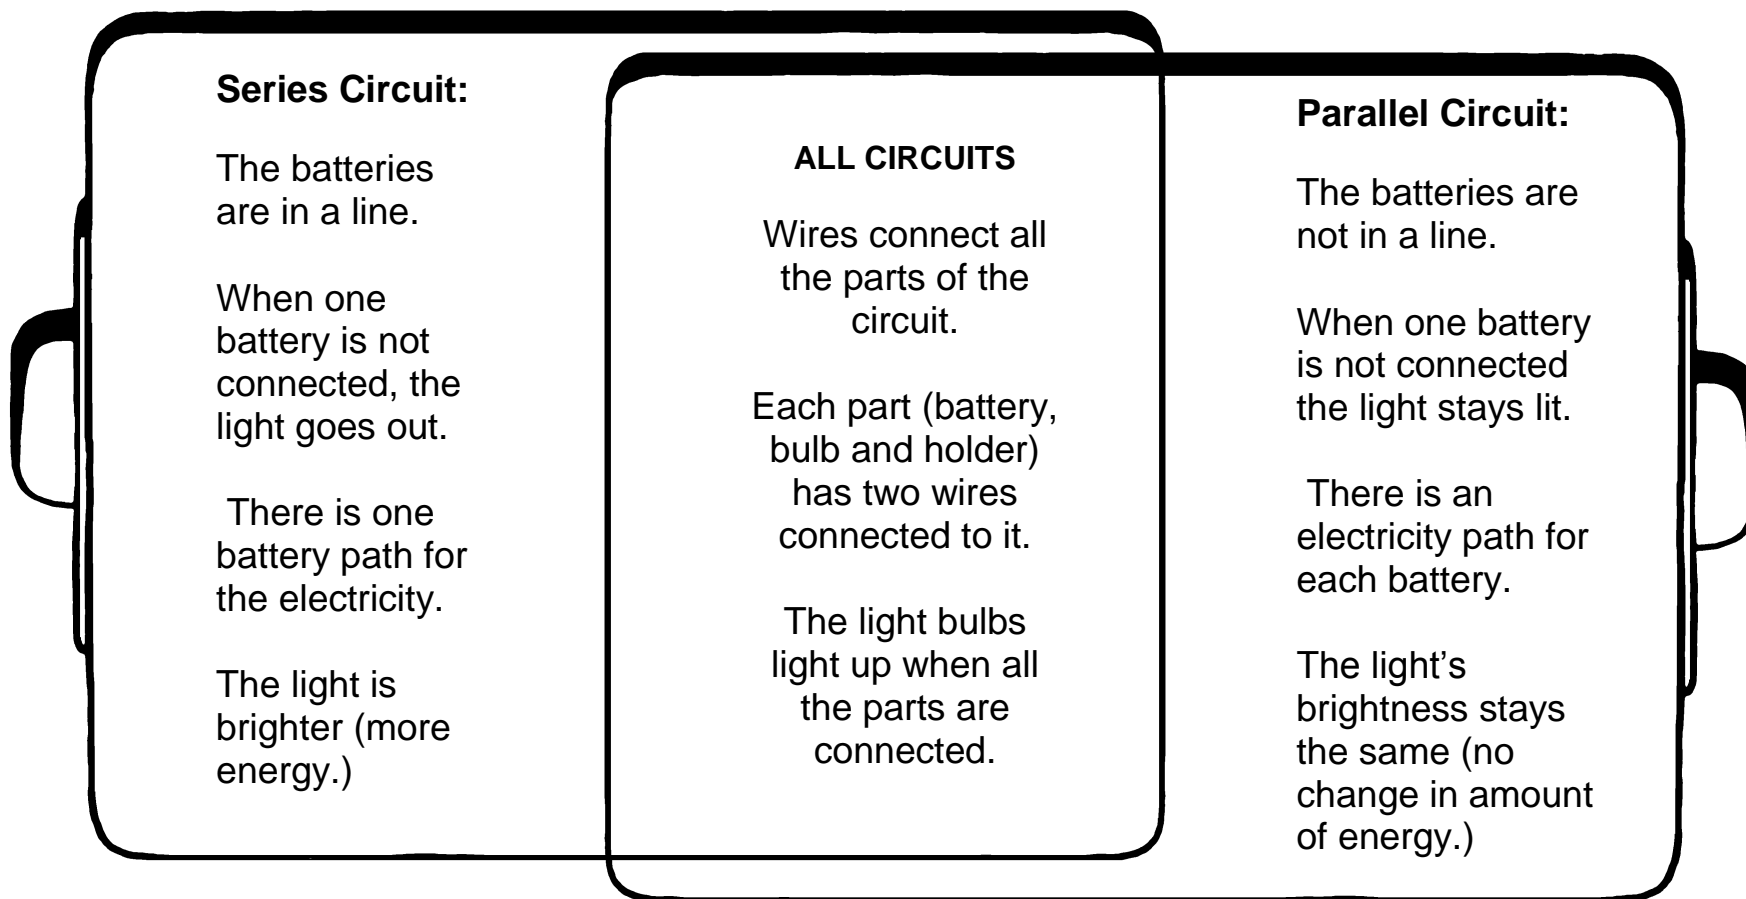 Series Circuit:
The batteries
are in a line.
When one
battery is not
connected, the
light goes out.
There is one
battery path for
the electricity.
The light is
brighter (more
energy.)
ALL CIRCUITS
Wires connect all
the parts of the
circuit.
Each part (battery,
bulb and holder)
has two wires
connected to it.
The light bulbs
light up when all
the parts are
connected.
Parallel Circuit:
The batteries are
not in a line.
When one battery
is not connected
the light stays lit.
There is an
electricity path for
each battery.
The light’s
brightness stays
the same (no
change in amount
of energy.)